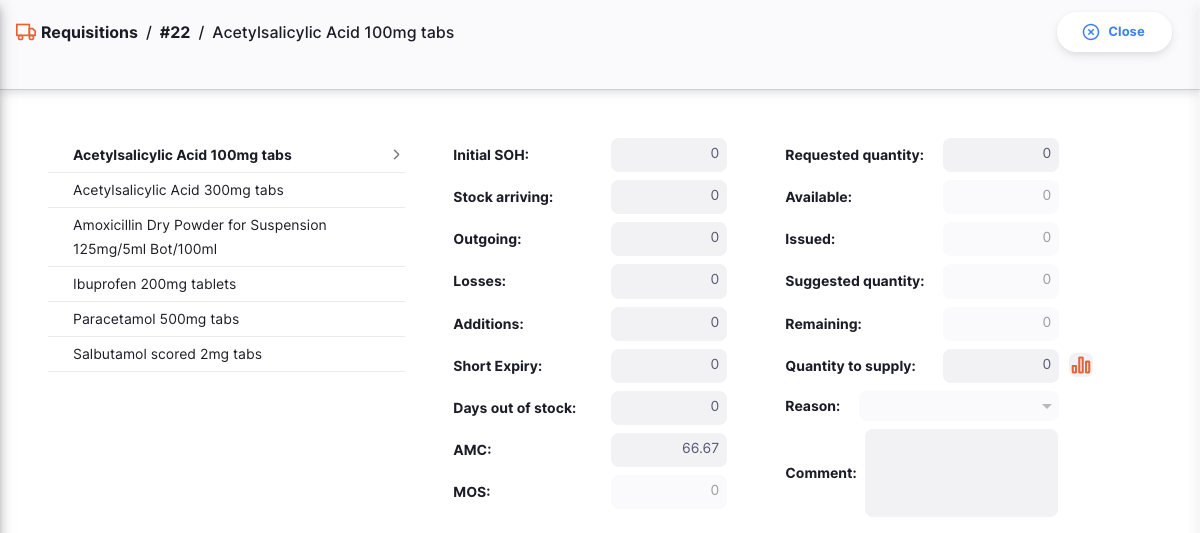 Requisitions / #22 / Acetylsalicylic Acid 100mg tabs
Close
Acetylsalicylic Acid 100mg tabs
Acetylsalicylic Acid 300mg tabs
Amoxicillin Dry Powder for Suspension
125mg/5ml Bot/100ml
Ibuprofen 200mg tablets
Paracetamol 500mg tabs
Salbutamol scored 2mg tabs
Initial SOH: 0
Stock arriving: 0
Outgoing: 0
Losses: 0
Additions: 0
Short Expiry: 0
Days out of stock: 0
AMC: 66.67
MOS: 0
Requested quantity: 0
Available: 0
Issued: 0
Suggested quantity: 0
Remaining: 0
Quantity to supply: 0
Reason:
Comment: